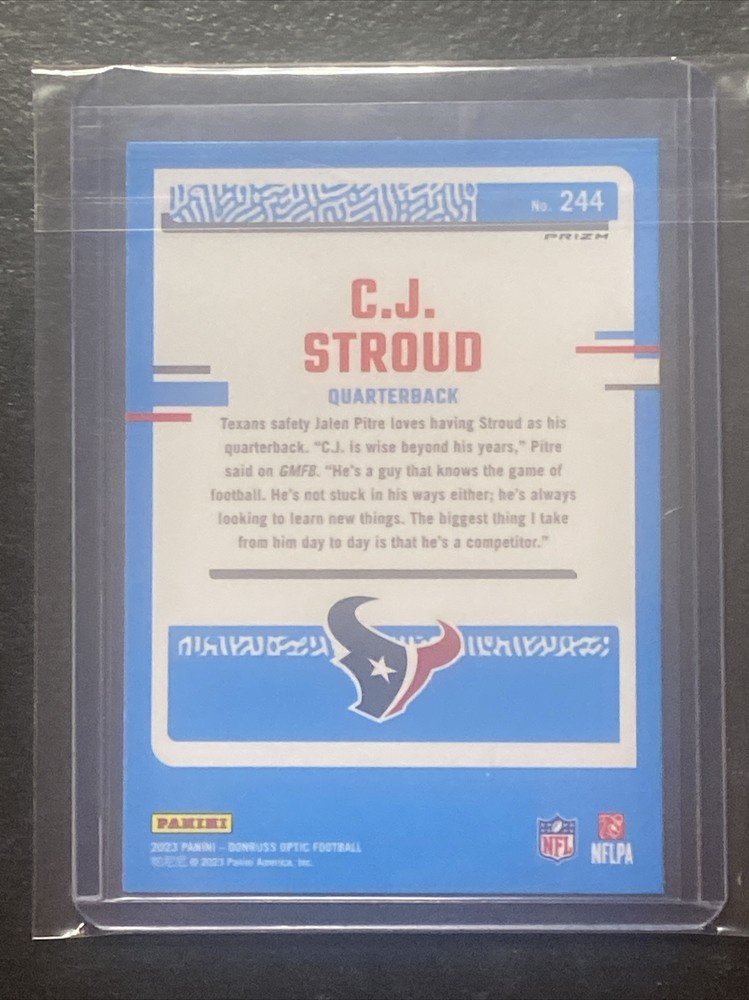 No. 244
PRIZM
C.J.
STROUD
QUARTERBACK
Texans safety Jalen Pitre loves having Stroud as his
quarterback. “C.J. is wise beyond his years,” Pitre
said on GMFB. “He’s a guy that knows the game of
football. He’s not stuck in his ways either; he’s always
looking to learn new things. The biggest thing I take
from him day to day is that he’s a competitor.”
PANINI
2023 PANINI – DONRUSS OPTIC FOOTBALL
© 2023 Panini America, Inc.
NFL
NFLPA